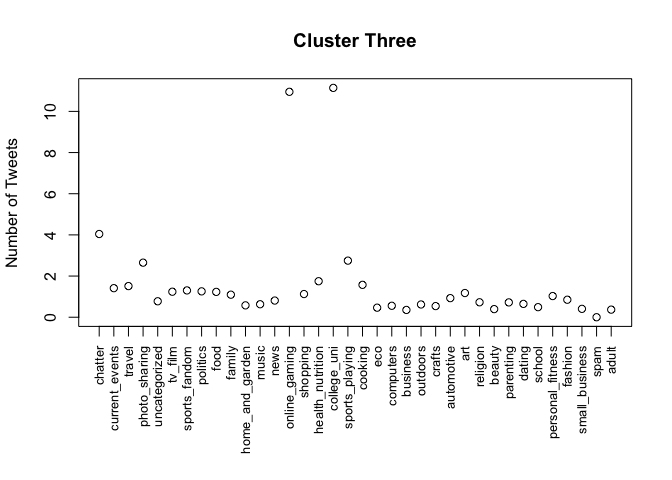 Cluster Three
Number of Tweets
10
8
6
4
2
0
chatter
current_events
travel
photo_sharing
uncategorized
tv_film
sports_fandom
politics
food
family
home_and_garden
music
news
online_gaming
shopping
health_nutrition
college_uni
sports_playing
cooking
eco
computers
business
outdoors
crafts
automotive
art
religion
beauty
parenting
dating
school
personal_fitness
fashion
small_business
spam
adult